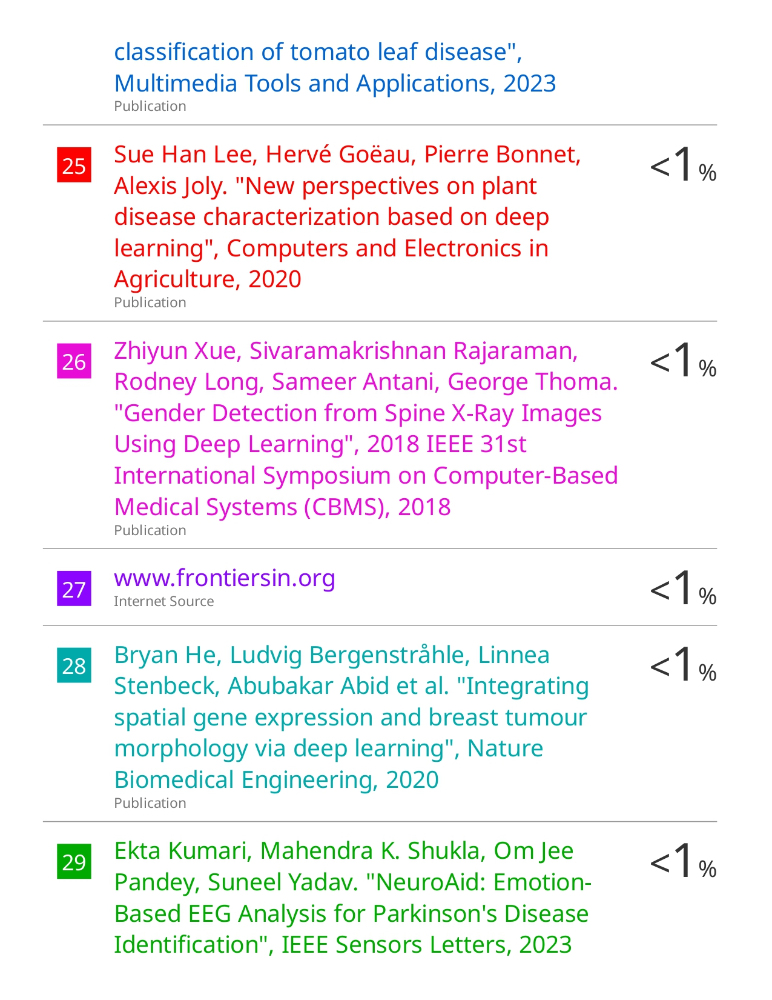 classification of tomato leaf disease",
Multimedia Tools and Applications, 2023
Publication
25
Sue Han Lee, Hervé Goëau, Pierre Bonnet,
Alexis Joly. "New perspectives on plant
disease characterization based on deep
learning", Computers and Electronics in
Agriculture, 2020
Publication
<1%
26
Zhiyun Xue, Sivaramakrishnan Rajaraman,
Rodney Long, Sameer Antani, George Thoma.
"Gender Detection from Spine X-Ray Images
Using Deep Learning", 2018 IEEE 31st
International Symposium on Computer-Based
Medical Systems (CBMS), 2018
Publication
<1%
27
www.frontiersin.org
Internet Source
<1%
28
Bryan He, Ludvig Bergenstråhle, Linnea
Stenbeck, Abubakar Abid et al. "Integrating
spatial gene expression and breast tumour
morphology via deep learning", Nature
Biomedical Engineering, 2020
Publication
<1%
29
Ekta Kumari, Mahendra K. Shukla, Om Jee
Pandey, Suneel Yadav. "NeuroAid: Emotion-
Based EEG Analysis for Parkinson's Disease
Identification", IEEE Sensors Letters, 2023
<1%